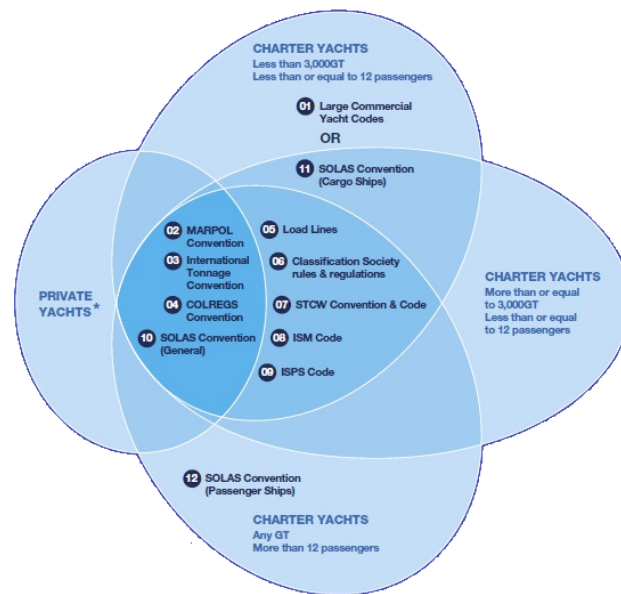 CHARTER YACHTS
Less than 3,000GT
Less than or equal to 12 passengers
01 Large Commercial
Yacht Codes
OR
11 SOLAS Convention
(Cargo Ships)
02 MARPOL
Convention
03 International
Tonnage
Convention
04 COLREGS
Convention
10 SOLAS Convention
(General)
05 Load Lines
06 Classification Society
rules & regulations
07 STCW Convention & Code
08 ISM Code
09 ISPS Code
PRIVATE
YACHTS *
CHARTER YACHTS
More than or equal
to 3,000GT
Less than or equal
to 12 passengers
12 SOLAS Convention
(Passenger Ships)
CHARTER YACHTS
Any GT
More than 12 passengers